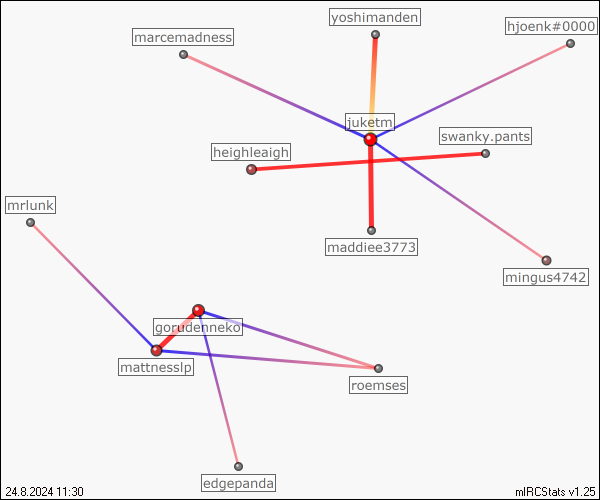 yoshimanden
hjoenk#0000
marcemadness
juketm
swanky.pants
heighleaigh
mrlunk
maddiee3773
mingus4742
gorudenneko
mattnesslp
roemses
edgepanda
24.8.2024 11:30
mIRCStats v1.25